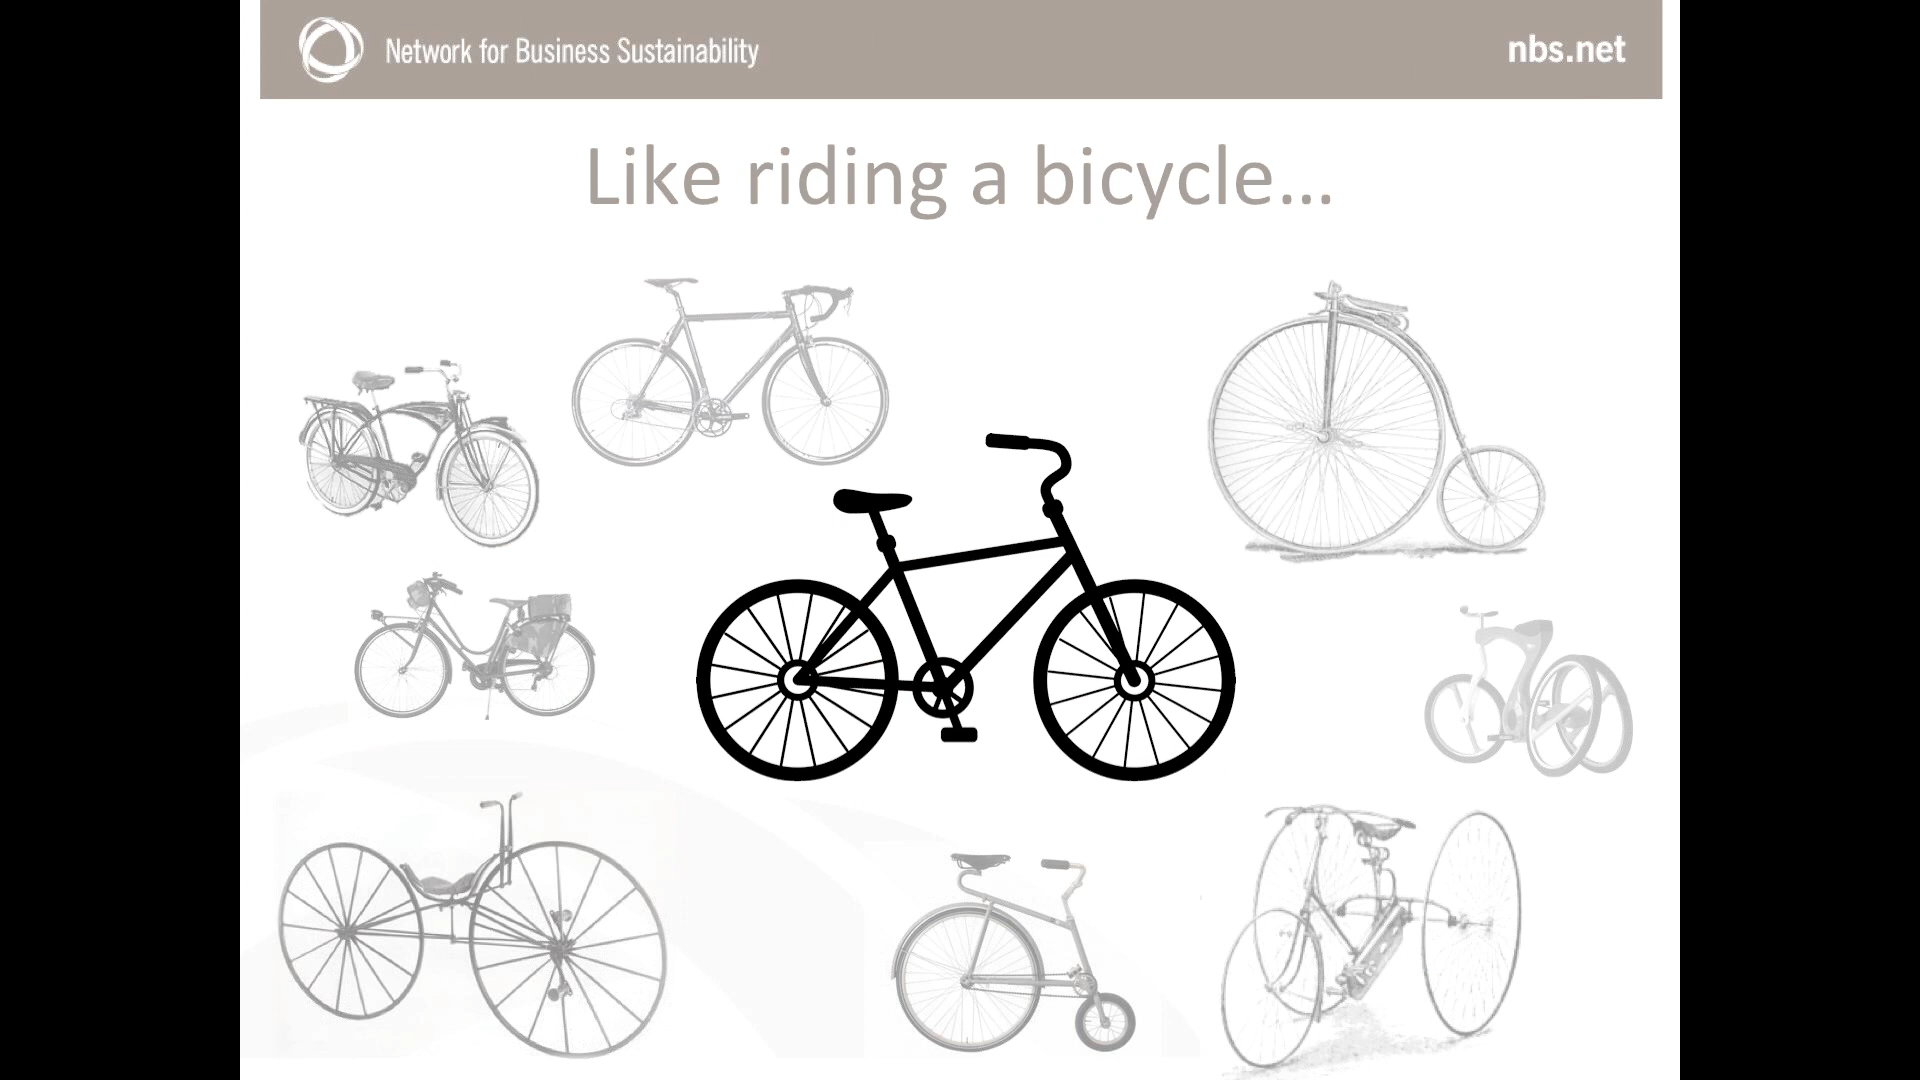 Network for Business Sustainability
nbs.net
Like riding a bicycle...